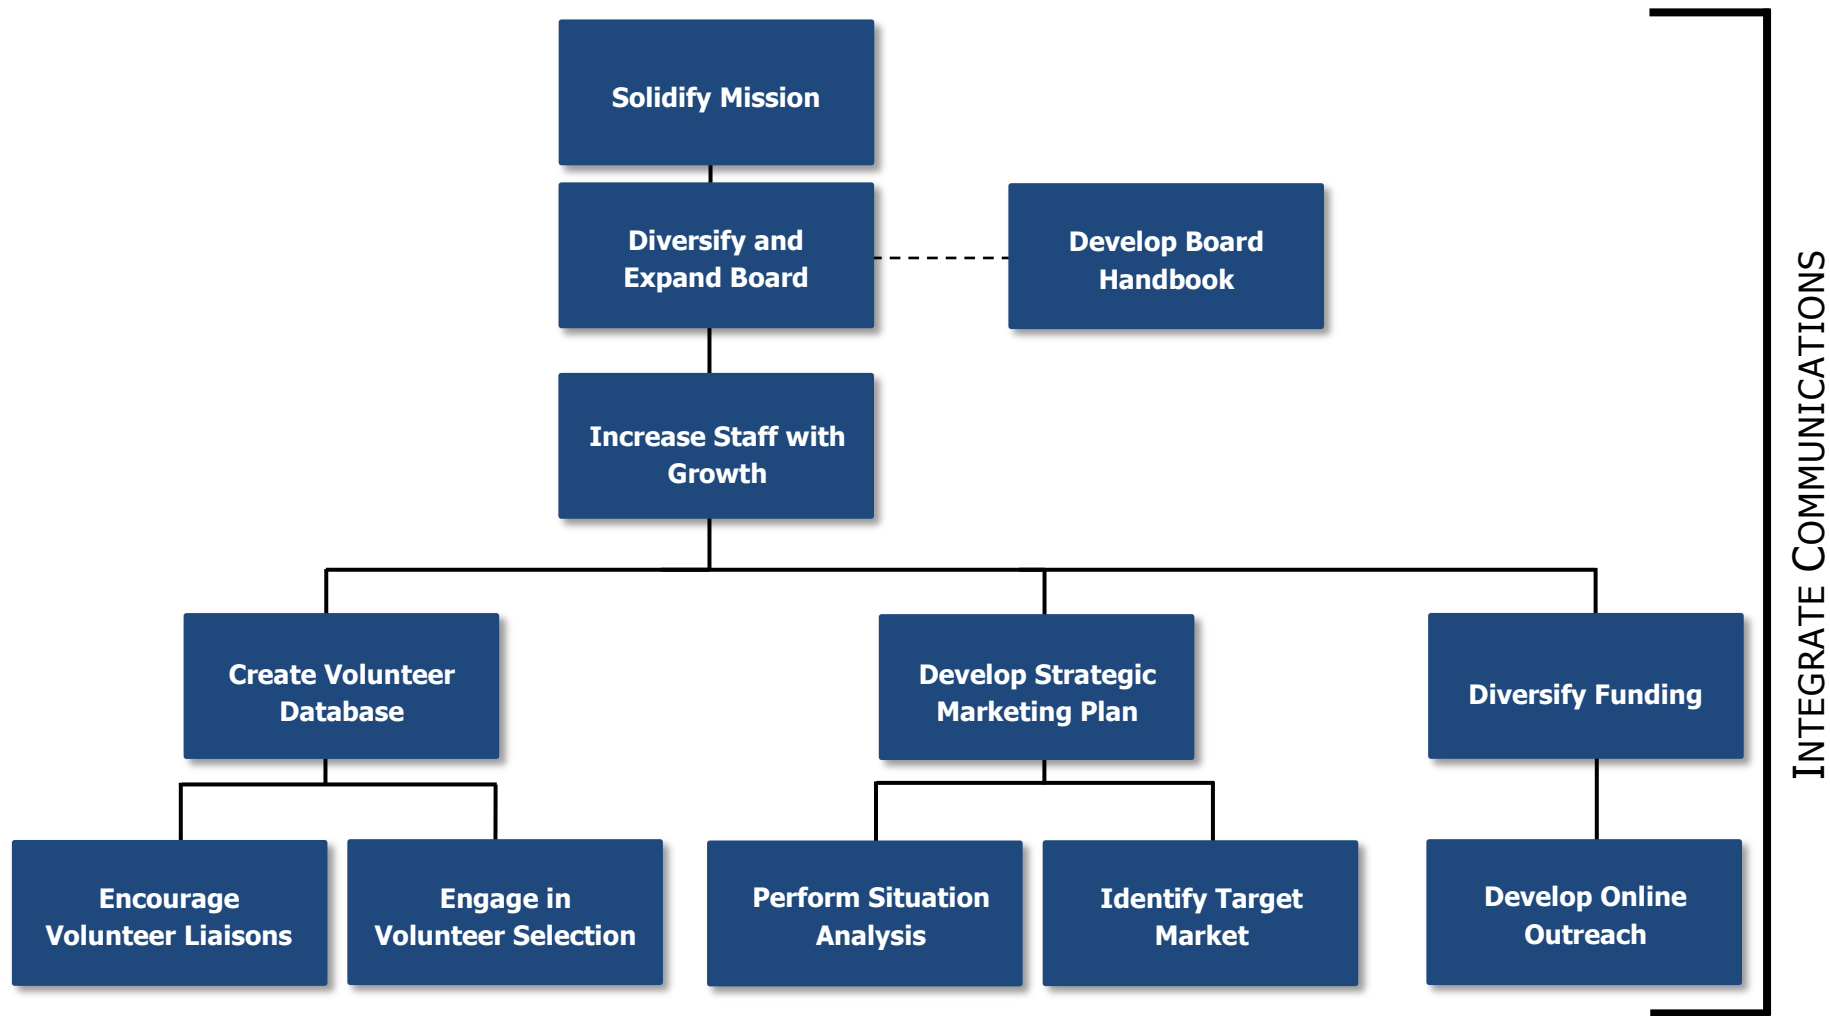 Solidify Mission
Diversify and
Expand Board
Develop Board
Handbook
Increase Staff with
Growth
Create Volunteer
Database
Develop Strategic
Marketing Plan
Diversify Funding
Encourage
Volunteer Liaisons
Engage in
Volunteer Selection
Perform Situation
Analysis
Identify Target
Market
Develop Online
Outreach
INTEGRATE COMMUNICATIONS